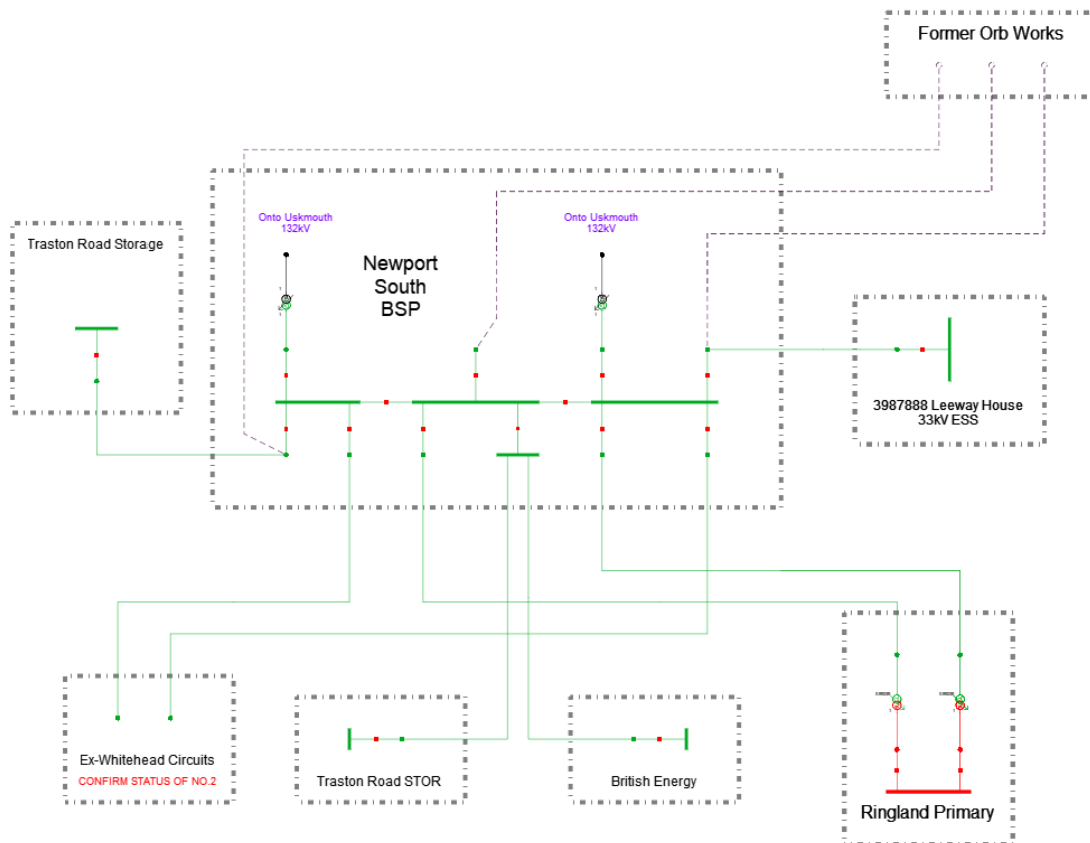 Former Orb Works
Onto Uskmouth
132kV
Onto Uskmouth
132kV
Traston Road Storage
Newport
South
BSP
3987888 Leeway House
33kV ESS
Ex-Whitehead Circuits
CONFIRM STATUS OF NO.2
Traston Road STOR
British Energy
Ringland Primary